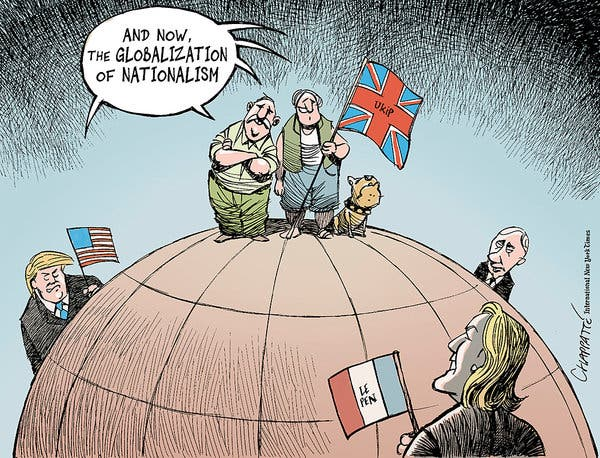 AND NOW,
THE GLOBALIZATION
OF NATIONALISM
UKIP
LE
PEN
CHAPPATTE
International New York Times